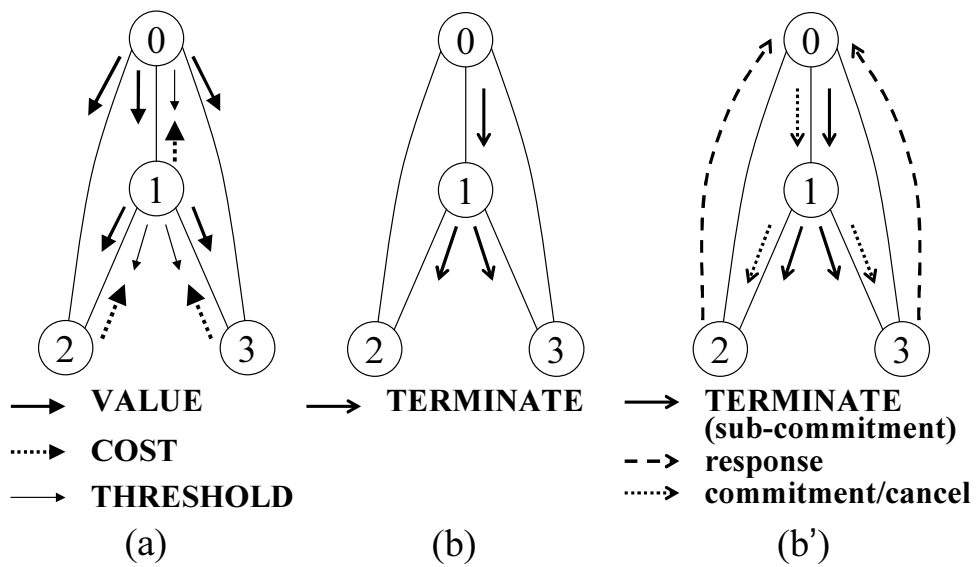 0
0
0
1
1
1
2
3
2
3
2
3
VALUE
TERMINATE
TERMINATE
(sub-commitment)
COST
response
THRESHOLD
commitment/cancel
(a)
(b)
(b’)